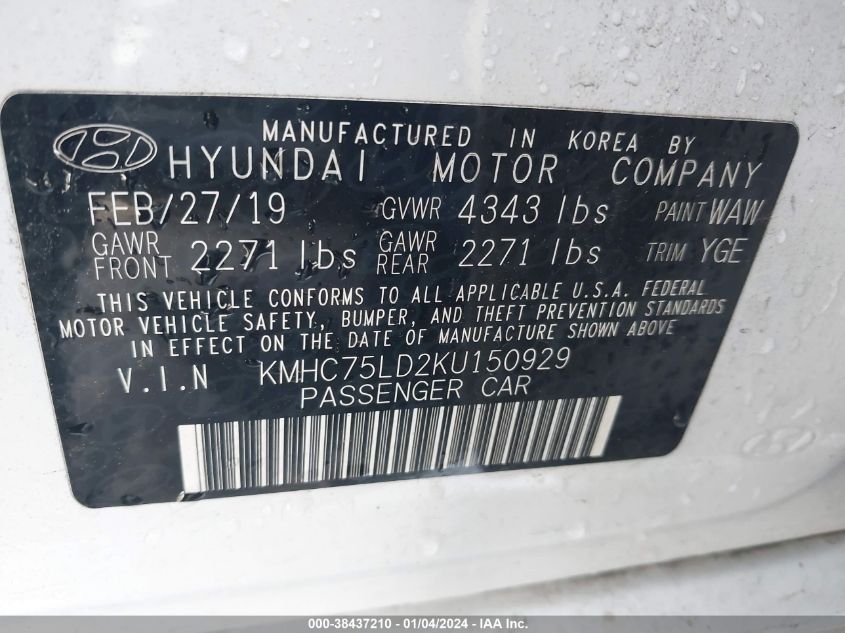 MANUFACTURED IN KOREA BY
HYUNDAI MOTOR COMPANY
FEB/27/19 GVWR 4343 lbs PAINT WAW
GAWR FRONT 2271 lbs GAWR REAR 2271 lbs TRIM YGE
THIS VEHICLE CONFORMS TO ALL APPLICABLE U.S.A. FEDERAL
MOTOR VEHICLE SAFETY, BUMPER, AND THEFT PREVENTION STANDARDS
IN EFFECT ON THE DATE OF MANUFACTURE SHOWN ABOVE
V.I.N KMHC75LD2KU150929
PASSENGER CAR
000-38437210 - 01/04/2024 - IAA Inc.